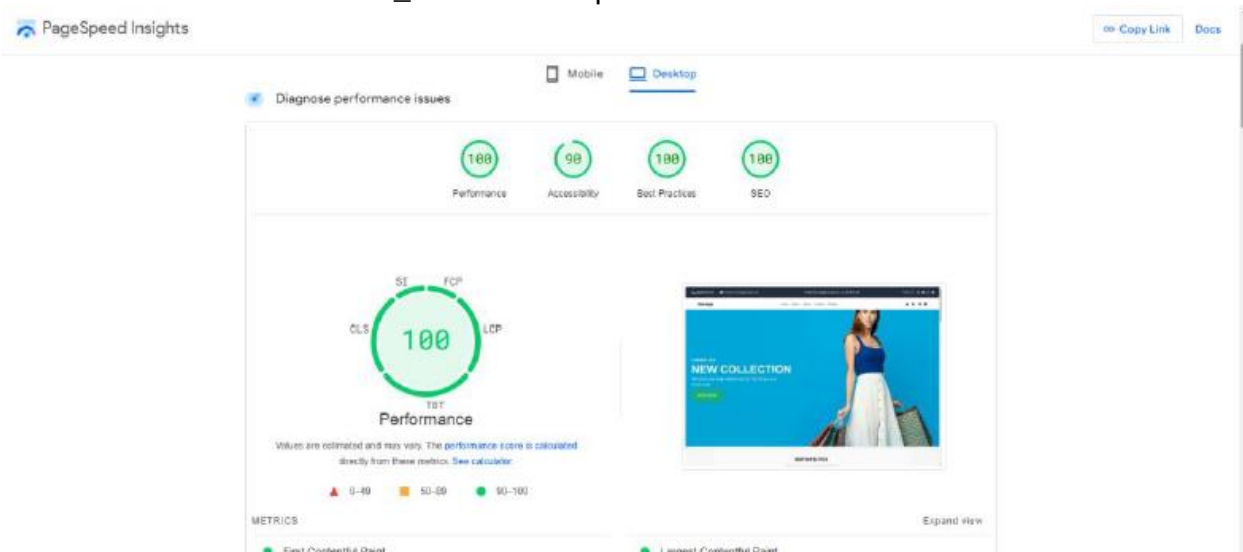 PageSpeed Insights
Copy Link
Docs
Mobile
Desktop
Diagnose performance issues
100
90
100
100
Performance
Accessibility
Best Practices
SEO
SI
FCP
CLS
LCP
100
TBT
Performance
Values are estimated and may vary. The performance score is calculated
directly from these metrics. See calculator.
0–49
50–89
90–100
NEW COLLECTION
METRICS
Expand view
First Contentful Paint
Largest Contentful Paint